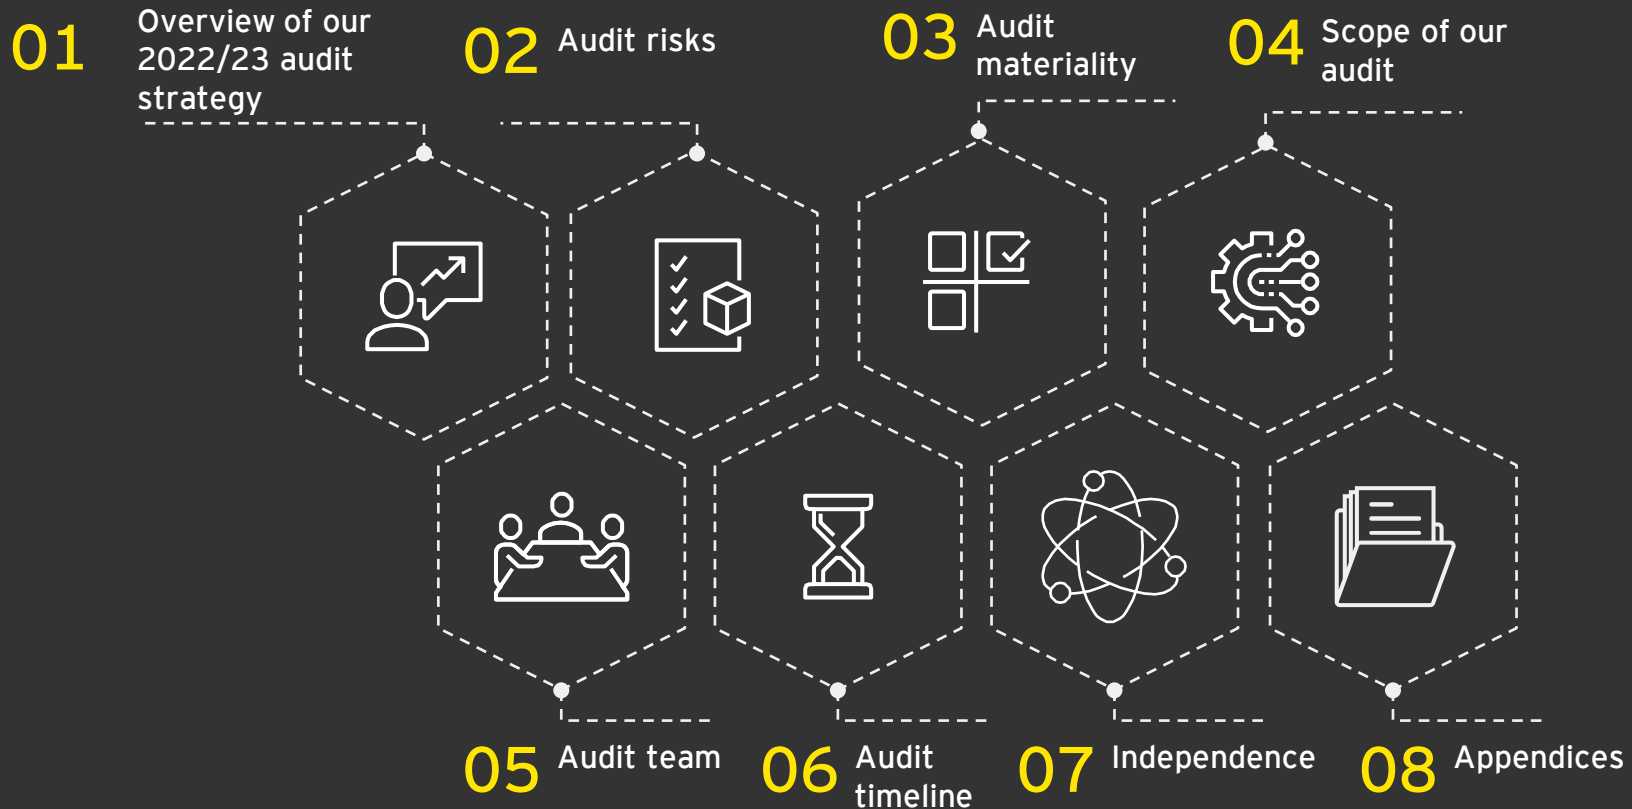 01
Overview of our
2022/23 audit
strategy
02
Audit risks
03
Audit
materiality
04
Scope of our
audit
05
Audit team
06
Audit
timeline
07
Independence
08
Appendices